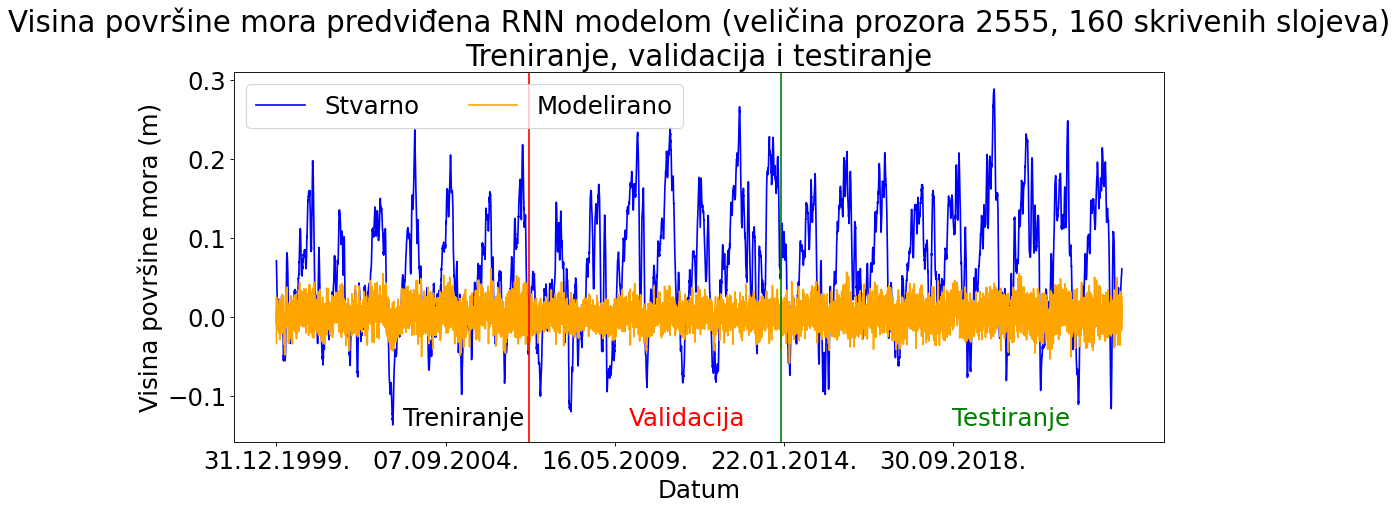 Visina površine mora predviđena RNN modelom (veličina prozora 2555, 160 skrivenih slojeva)
Treniranje, validacija i testiranje
Stvarno
Modelirano
Visina površine mora (m)
0.3
0.2
0.1
0.0
−0.1
Treniranje
Validacija
Testiranje
31.12.1999.
07.09.2004.
16.05.2009.
22.01.2014.
30.09.2018.
Datum